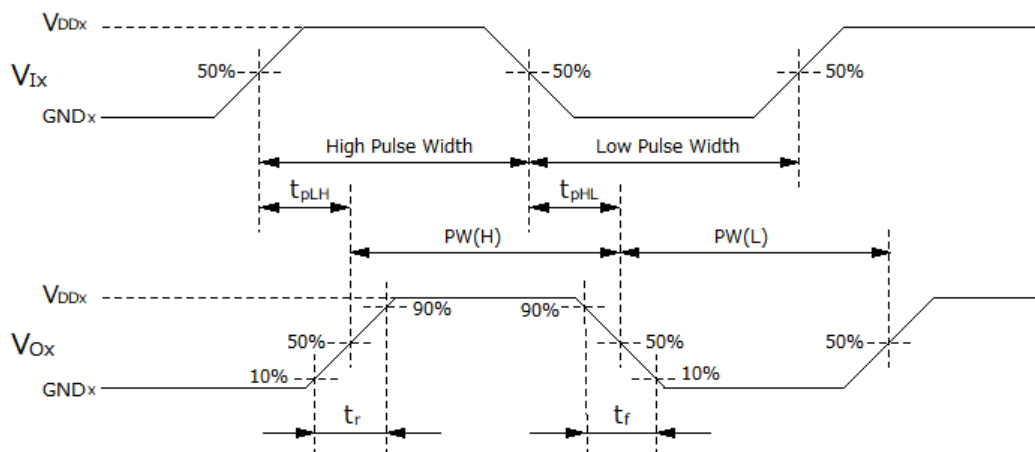 VDDx
VIx
50%
50%
50%
GNDx
High Pulse Width
Low Pulse Width
tpLH
tpHL
PW(H)
PW(L)
VDDx
90%
90%
VOx
50%
50%
50%
10%
10%
GNDx
tr
tf